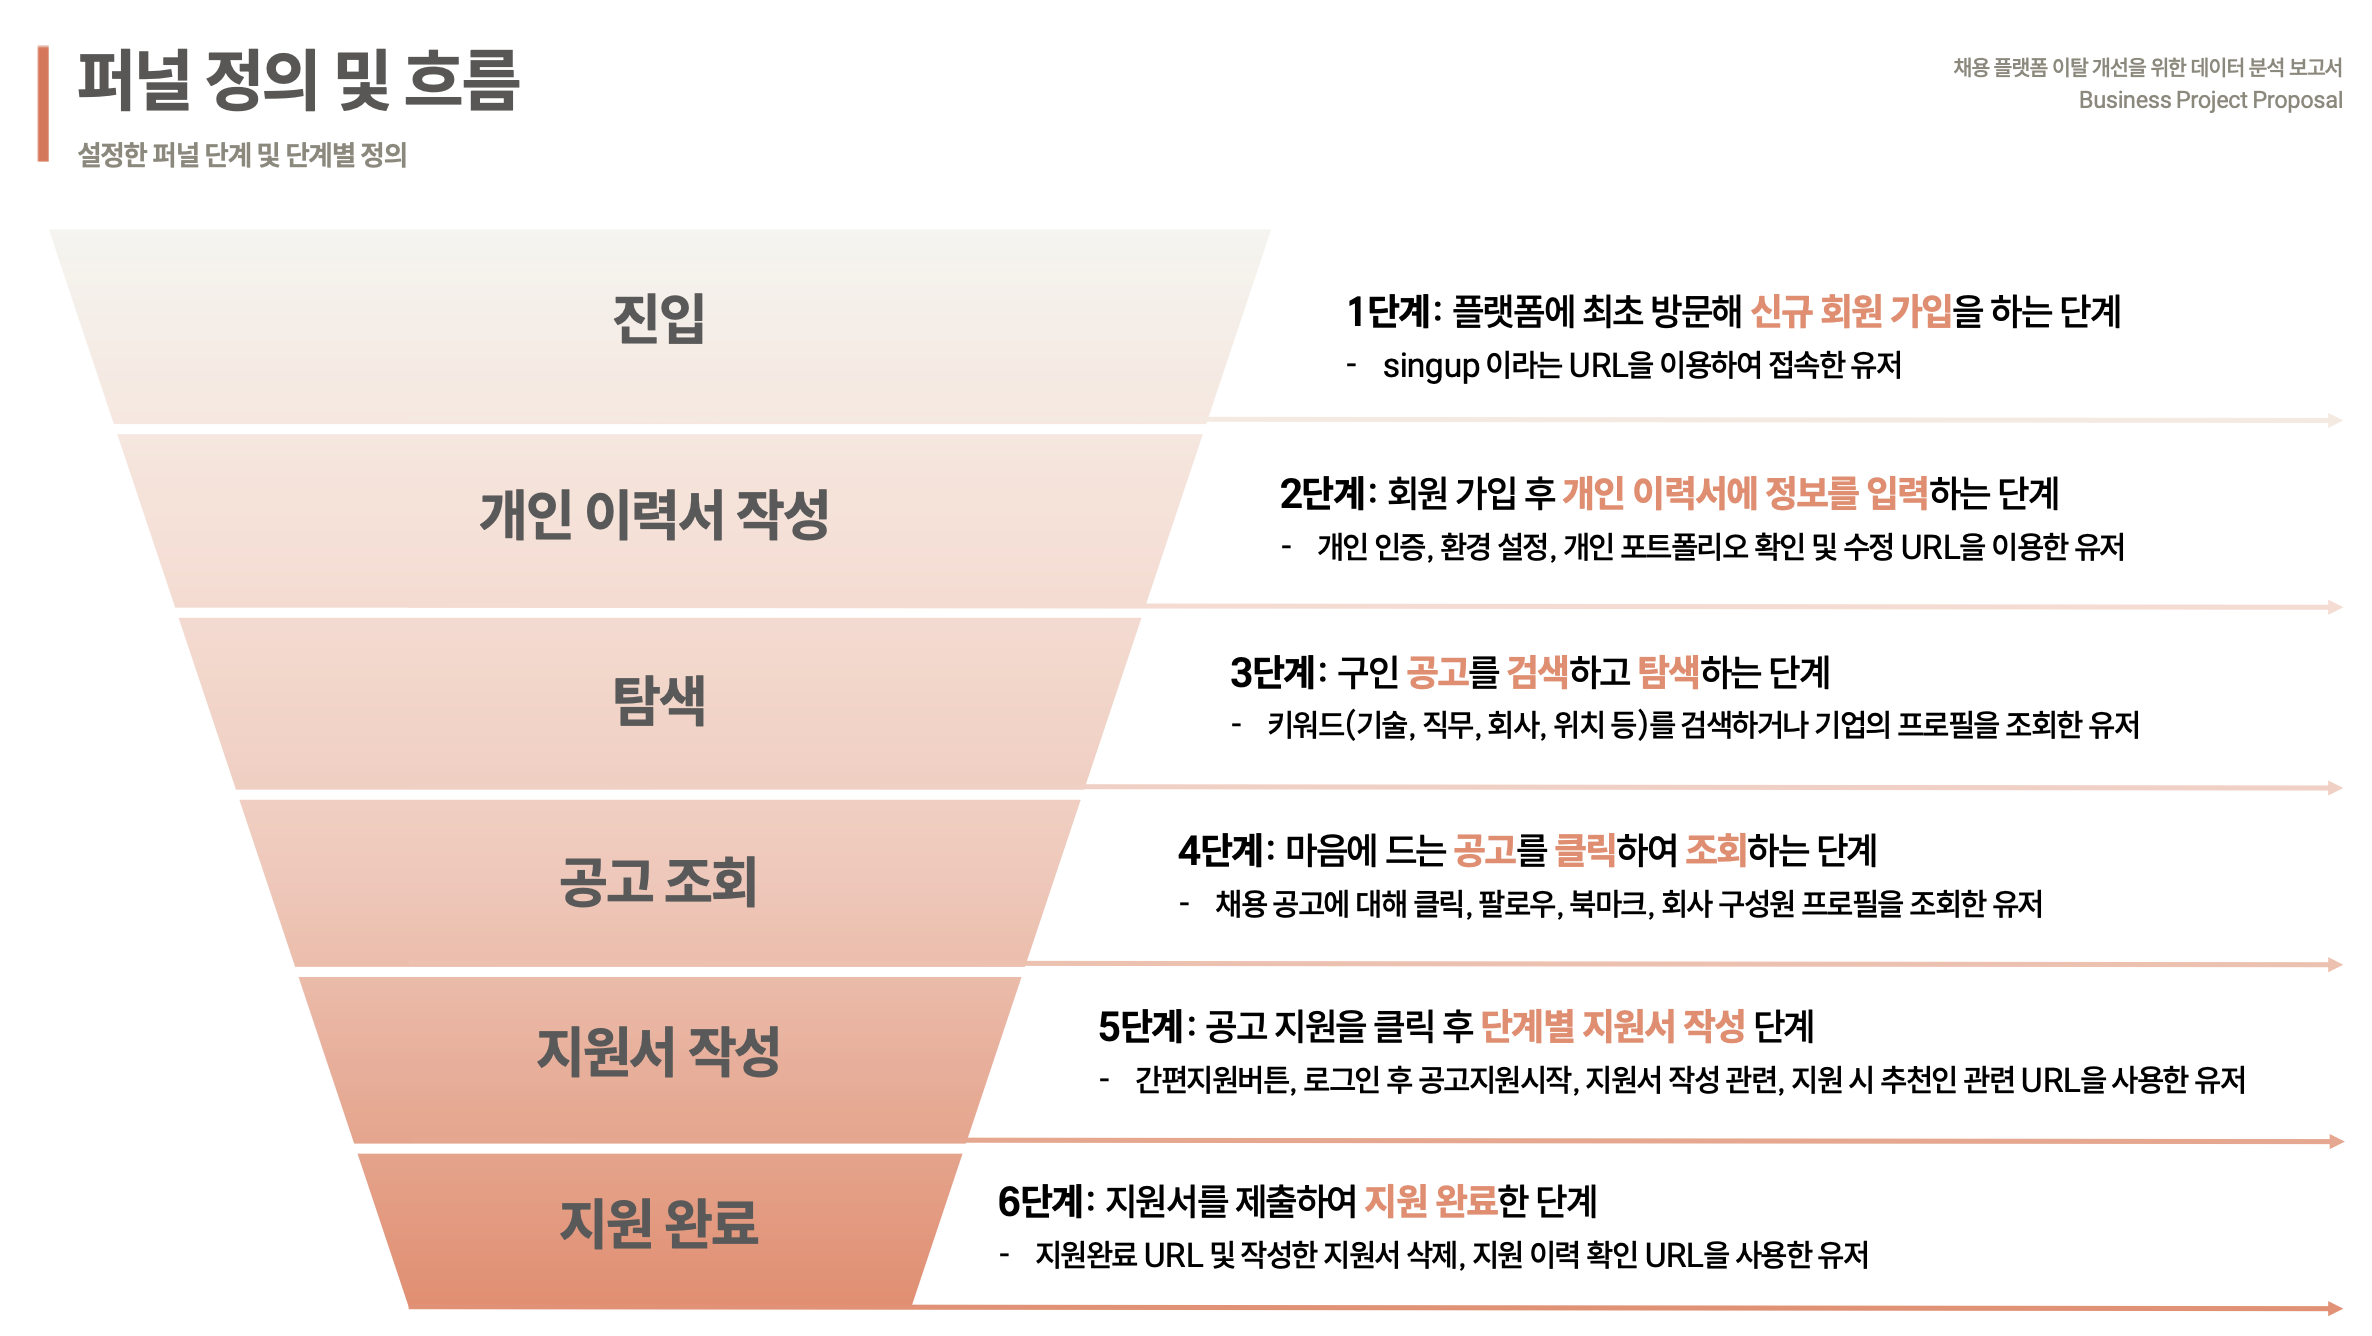 퍼널 정의 및 흐름
설정한 퍼널 단계 및 단계별 정의
채용 플랫폼 이탈 개선을 위한 데이터 분석 보고서
Business Project Proposal
진입
1단계: 플랫폼에 최초 방문해 신규 회원 가입을 하는 단계
- singup 이라는 URL을 이용하여 접속한 유저
개인 이력서 작성
2단계: 회원 가입 후 개인 이력서에 정보를 입력하는 단계
- 개인 인증, 환경 설정, 개인 포트폴리오 확인 및 수정 URL을 이용한 유저
탐색
3단계: 구인 공고를 검색하고 탐색하는 단계
- 키워드(기술, 직무, 회사, 위치 등)를 검색하거나 기업의 프로필을 조회한 유저
공고 조회
4단계: 마음에 드는 공고를 클릭하여 조회하는 단계
- 채용 공고에 대해 클릭, 팔로우, 북마크, 회사 구성원 프로필을 조회한 유저
지원서 작성
5단계: 공고 지원을 클릭 후 단계별 지원서 작성 단계
- 간편지원버튼, 로그인 후 공고지원시작, 지원서 작성 관련, 지원 시 추천인 관련 URL을 사용한 유저
지원 완료
6단계: 지원서를 제출하여 지원 완료한 단계
- 지원완료 URL 및 작성한 지원서 삭제, 지원 이력 확인 URL을 사용한 유저